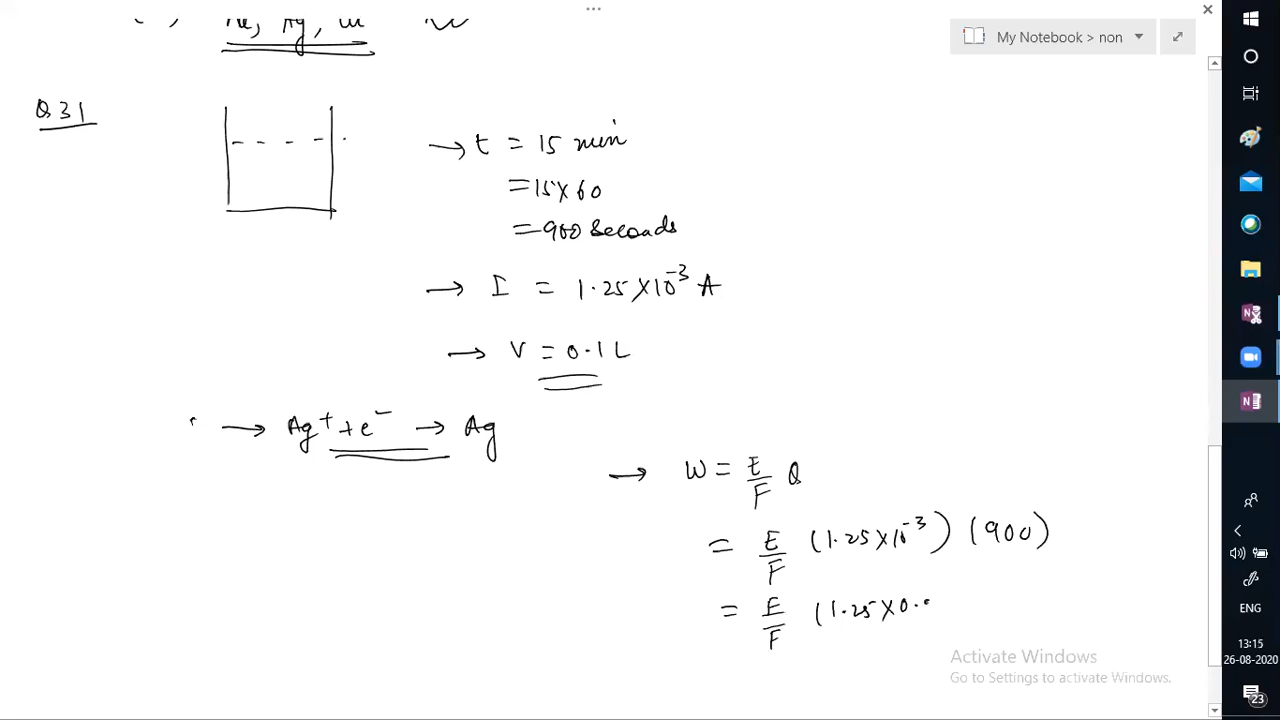 My Notebook > non
Q31
→ t = 15 min
= 15×60
= 900 seconds
→ I = 1.25×10⁻³ A
→ V = 0.1 L
→ Ag⁺ + e⁻ → Ag
→ W = E/F Q
= E/F (1.25×10⁻³) (900)
= E/F (1.25×0.
Activate Windows
Go to Settings to activate Windows.
ENG
13:15
26-08-2020
23